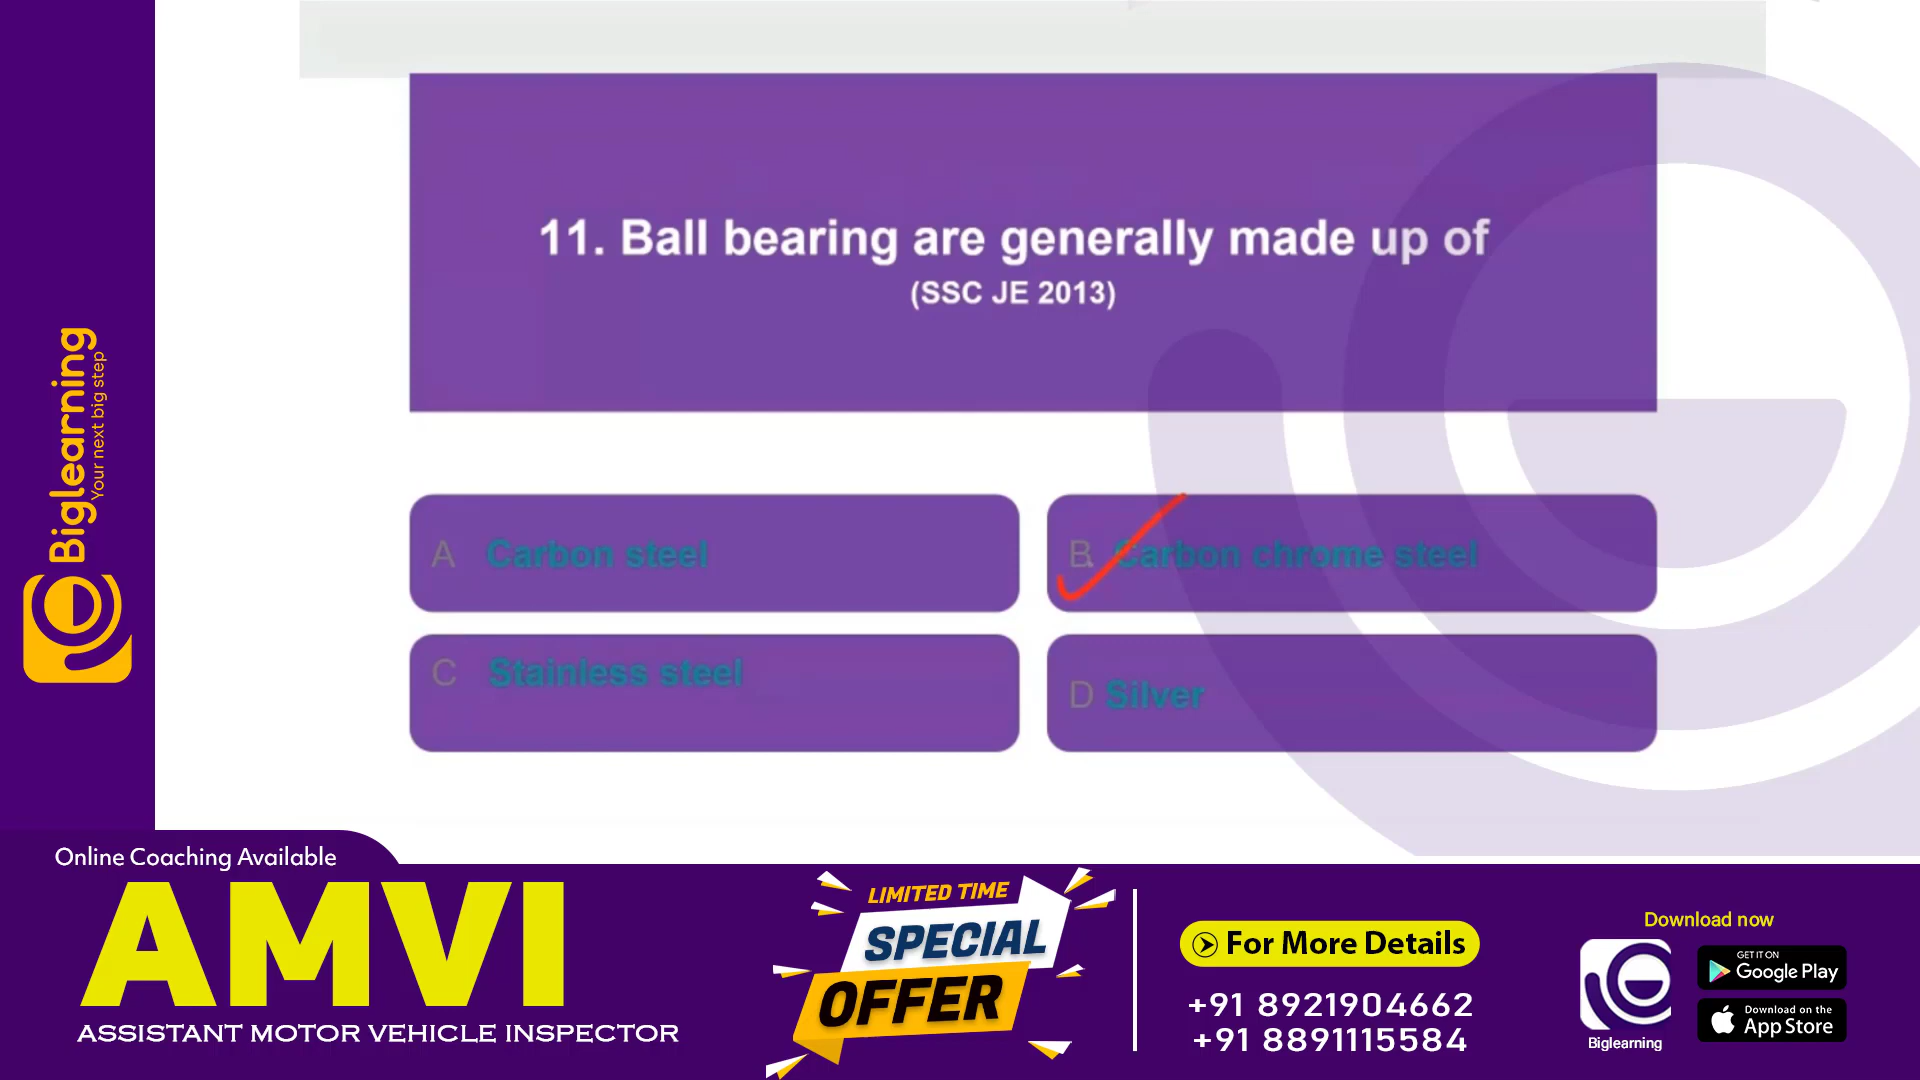 11. Ball bearing are generally made up of
(SSC JE 2013)
A Carbon steel
B. Carbon chrome steel
C Stainless steel
D Silver
Biglearning
Your next big step
Online Coaching Available
AMVI
ASSISTANT MOTOR VEHICLE INSPECTOR
LIMITED TIME
SPECIAL
OFFER
For More Details
+91 8921904662
+91 8891115584
Download now
Biglearning
GET IT ON
Google Play
Download on the
App Store